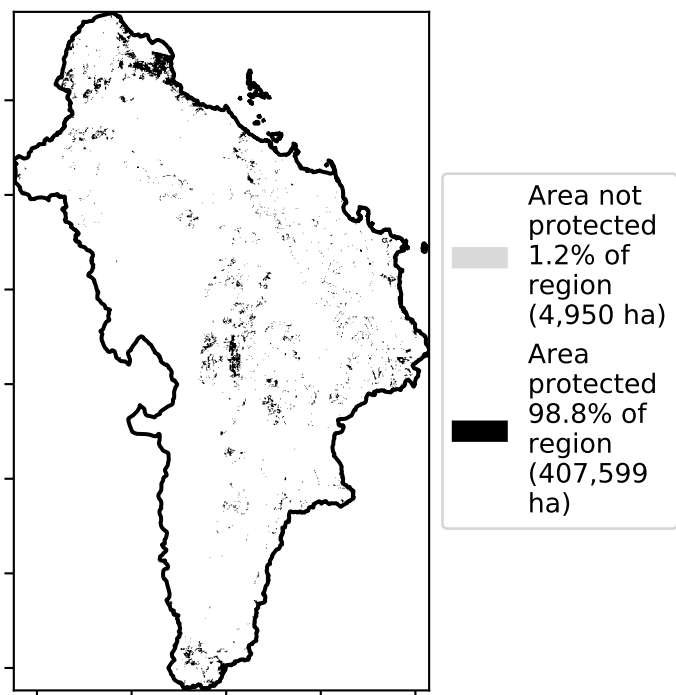 Area not
protected
1.2% of
region
(4,950 ha)
Area
protected
98.8% of
region
(407,599
ha)